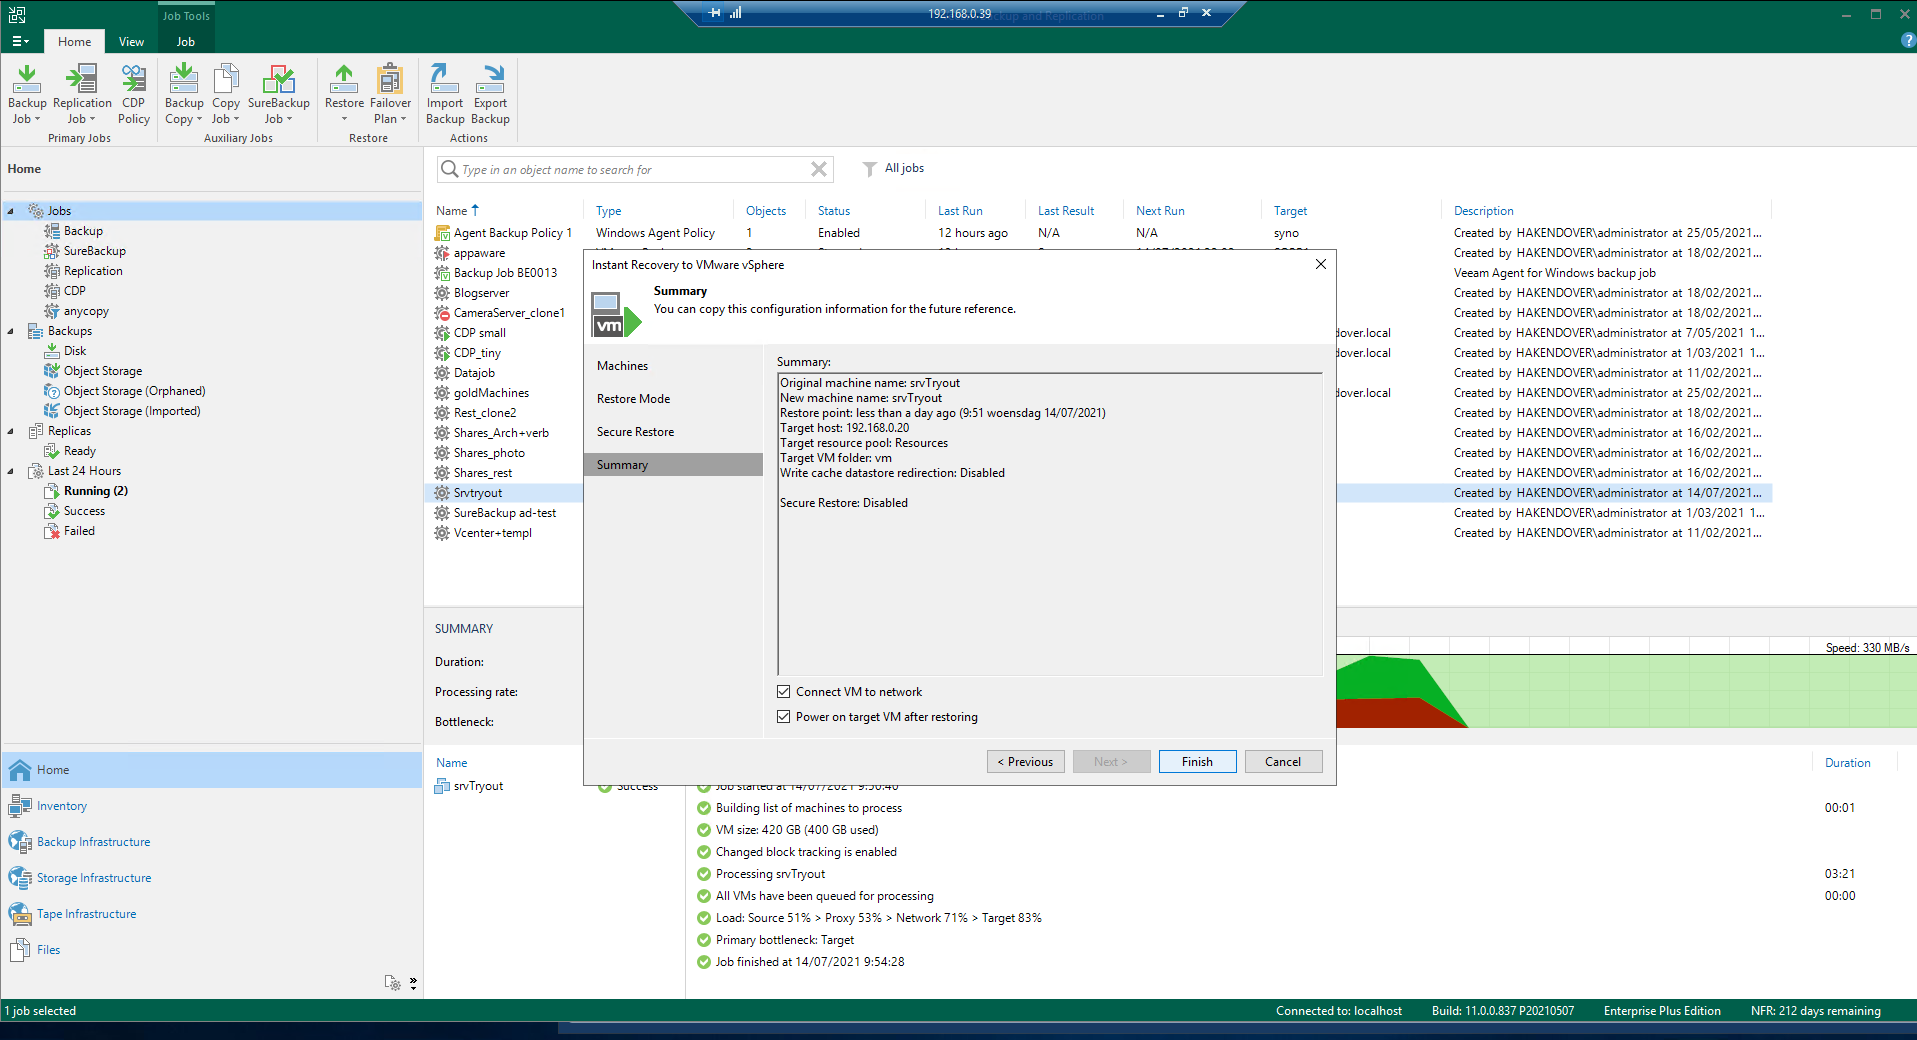 Job Tools
192.168.0.39
Backup and Replication
Home
View
Job
Backup Job
Replication Job
CDP Policy
Primary Jobs
Backup Copy
Copy Job
SureBackup Job
Auxiliary Jobs
Restore
Failover Plan
Restore
Import Backup
Export Backup
Actions
Home
Jobs
Backup
SureBackup
Replication
CDP
anycopy
Backups
Disk
Object Storage
Object Storage (Orphaned)
Object Storage (Imported)
Replicas
Ready
Last 24 Hours
Running (2)
Success
Failed
Home
Inventory
Backup Infrastructure
Storage Infrastructure
Tape Infrastructure
Files
Type in an object name to search for
All jobs
Name Type Objects Status Last Run Last Result Next Run Target Description
Agent Backup Policy 1 Windows Agent Policy 1 Enabled 12 hours ago N/A N/A syno Created by HAKENDOVER\administrator at 25/05/2021...
appaware Created by HAKENDOVER\administrator at 18/02/2021...
Backup Job BE0013 Veeam Agent for Windows backup job
Blogserver Created by HAKENDOVER\administrator at 18/02/2021...
CameraServer_clone1 Created by HAKENDOVER\administrator at 18/02/2021...
CDP small dover.local Created by HAKENDOVER\administrator at 7/05/2021 1...
CDP_tiny dover.local Created by HAKENDOVER\administrator at 1/03/2021 1...
Datajob Created by HAKENDOVER\administrator at 11/02/2021...
goldMachines dover.local Created by HAKENDOVER\administrator at 25/02/2021...
Rest_clone2 Created by HAKENDOVER\administrator at 18/02/2021...
Shares_Arch+verb Created by HAKENDOVER\administrator at 16/02/2021...
Shares_photo Created by HAKENDOVER\administrator at 16/02/2021...
Shares_rest Created by HAKENDOVER\administrator at 16/02/2021...
Srvtryout Created by HAKENDOVER\administrator at 14/07/2021...
SureBackup ad-test Created by HAKENDOVER\administrator at 1/03/2021 1...
Vcenter+templ Created by HAKENDOVER\administrator at 11/02/2021...
Instant Recovery to VMware vSphere
Summary
You can copy this configuration information for the future reference.
vm
Machines
Restore Mode
Secure Restore
Summary
Summary:
Original machine name: srvTryout
New machine name: srvTryout
Restore point: less than a day ago (9:51 woensdag 14/07/2021)
Target host: 192.168.0.20
Target resource pool: Resources
Target VM folder: vm
Write cache datastore redirection: Disabled
Secure Restore: Disabled
Connect VM to network
Power on target VM after restoring
< Previous
Next >
Finish
Cancel
SUMMARY
Duration:
Processing rate:
Bottleneck:
Speed: 330 MB/s
Name Duration
srvTryout Success Job started at 14/07/2021 9:50:40
Building list of machines to process 00:01
VM size: 420 GB (400 GB used)
Changed block tracking is enabled
Processing srvTryout 03:21
All VMs have been queued for processing 00:00
Load: Source 51% > Proxy 53% > Network 71% > Target 83%
Primary bottleneck: Target
Job finished at 14/07/2021 9:54:28
1 job selected
Connected to: localhost
Build: 11.0.0.837 P20210507
Enterprise Plus Edition
NFR: 212 days remaining